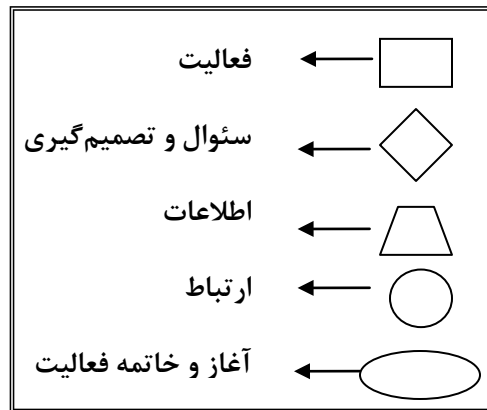 فعالیت
سئوال و تصمیم‌گیری
اطلاعات
ارتباط
آغاز و خاتمه فعالیت